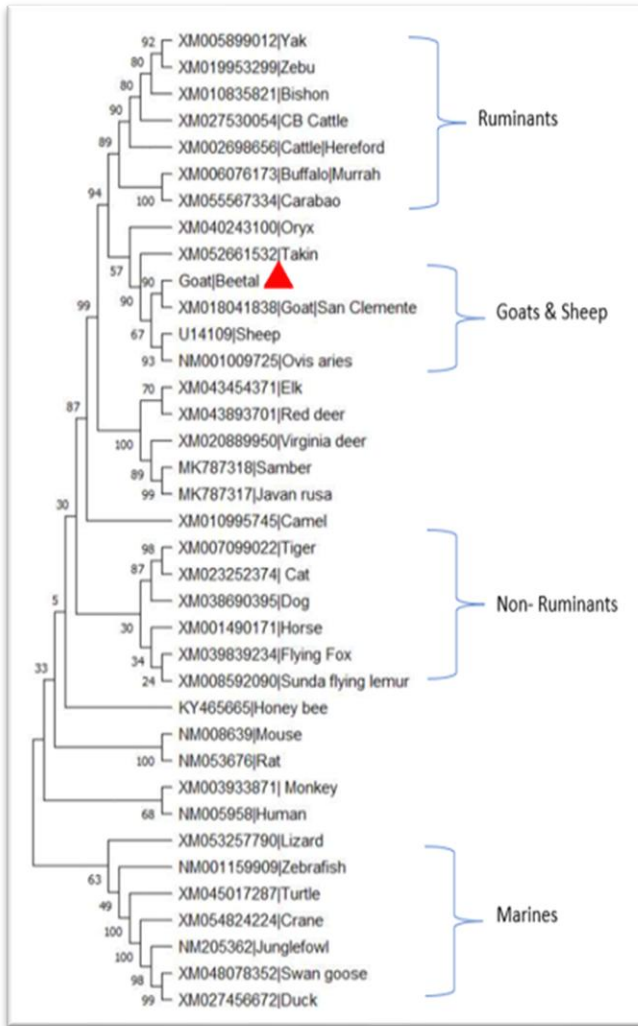 92
XM005899012|Yak
80
XM019953299|Zebu
80
XM010835821|Bishon
90
XM027530054|CB Cattle
Ruminants
89
XM002698656|Cattle|Hereford
XM006076173|Buffalo|Murrah
94
100
XM055567334|Carabao
XM040243100|Oryx
57
XM052661532|Takin
90
Goat|Beetal
99
90
XM018041838|Goat|San Clemente
Goats & Sheep
67
U14109|Sheep
93
NM001009725|Ovis aries
70
XM043454371|Elk
87
XM043893701|Red deer
100
XM020889950|Virginia deer
89
MK787318|Samber
99
MK787317|Javan rusa
30
XM010995745|Camel
98
XM007099022|Tiger
87
XM023252374| Cat
5
XM038690395|Dog
Non- Ruminants
30
XM001490171|Horse
34
XM039839234|Flying Fox
33
24
XM008592090|Sunda flying lemur
KY465665|Honey bee
NM008639|Mouse
100
NM053676|Rat
XM003933871| Monkey
68
NM005958|Human
XM053257790|Lizard
63
NM001159909|Zebrafish
49
XM045017287|Turtle
Marines
100
XM054824224|Crane
100
NM205362|Junglefowl
98
XM048078352|Swan goose
99
XM027456672|Duck